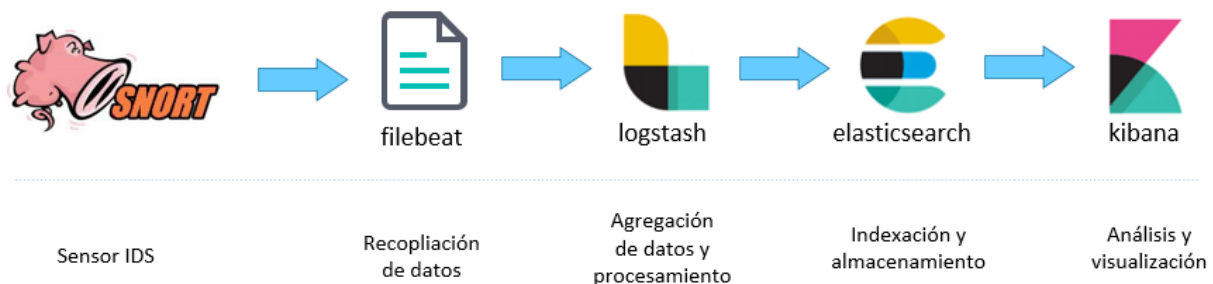 SNORT
filebeat
logstash
elasticsearch
kibana
Sensor IDS
Recopliación
de datos
Agregación
de datos y
procesamiento
Indexación y
almacenamiento
Análisis y
visualización